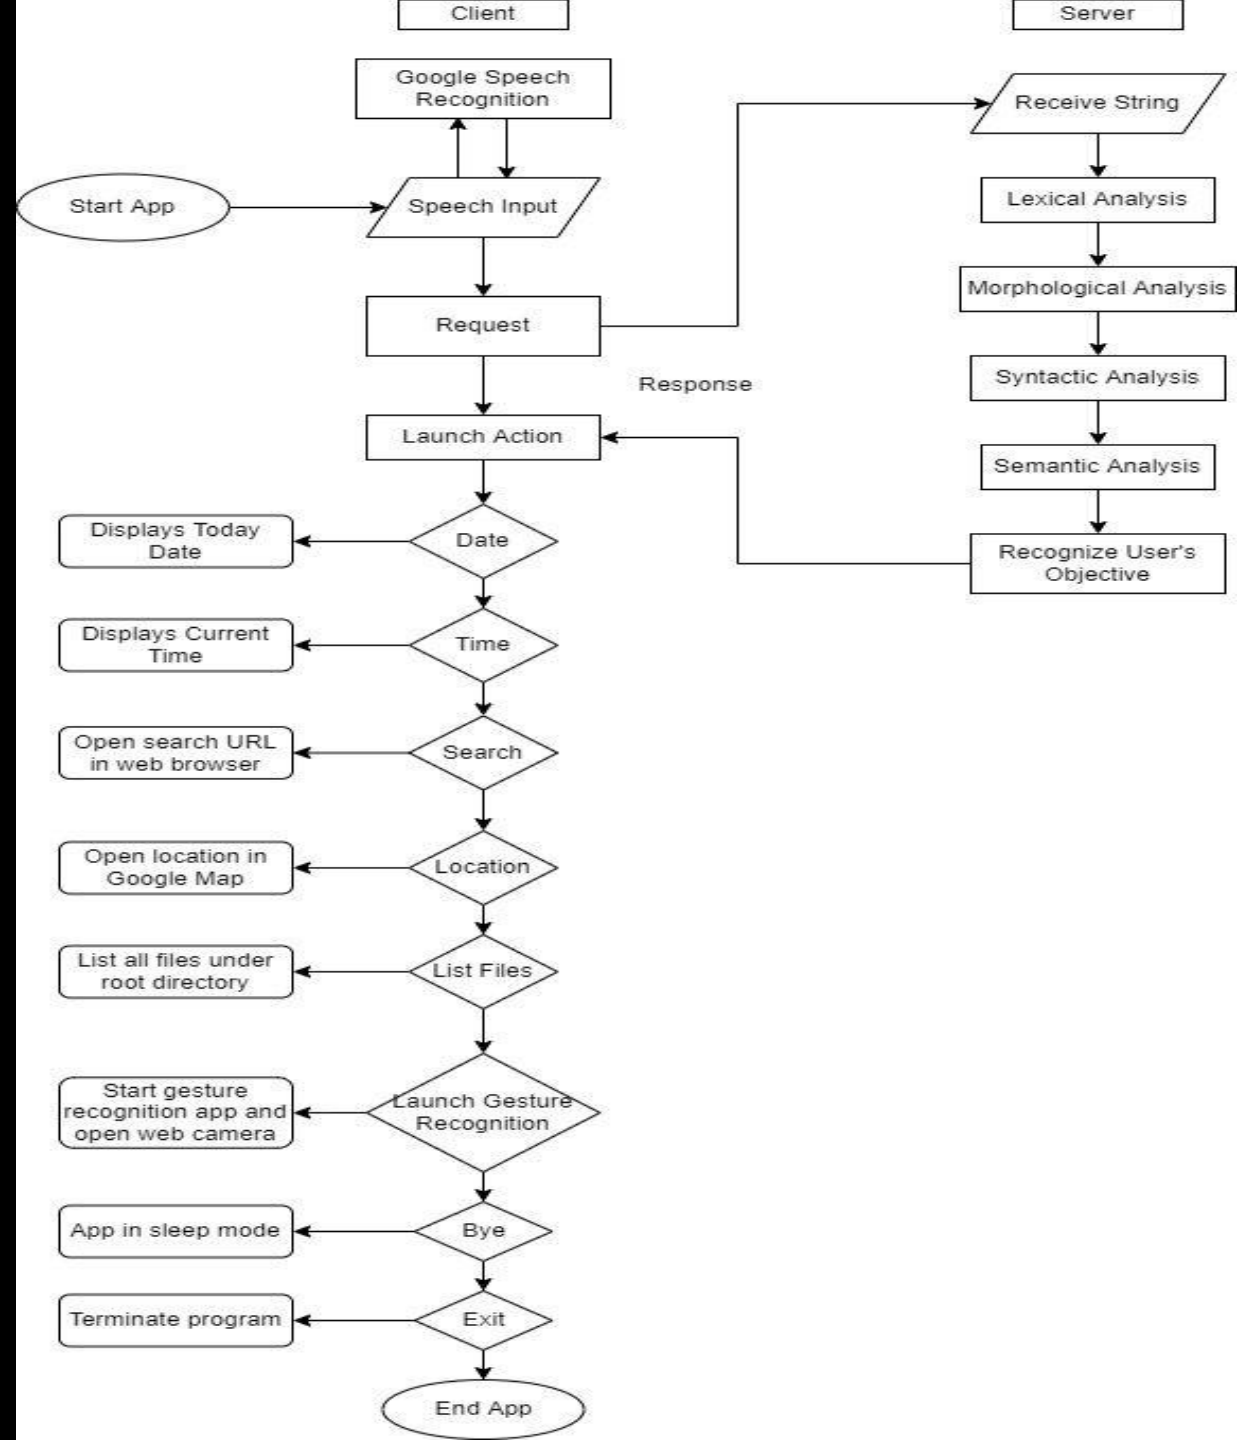 Client
Server
Google Speech
Recognition
Receive String
Start App
Speech Input
Lexical Analysis
Morphological Analysis
Request
Syntactic Analysis
Response
Launch Action
Semantic Analysis
Displays Today
Date
Date
Recognize User's
Objective
Displays Current
Time
Time
Open search URL
in web browser
Search
Open location in
Google Map
Location
List all files under
root directory
List Files
Start gesture
recognition app and
open web camera
Launch Gesture
Recognition
App in sleep mode
Bye
Terminate program
Exit
End App